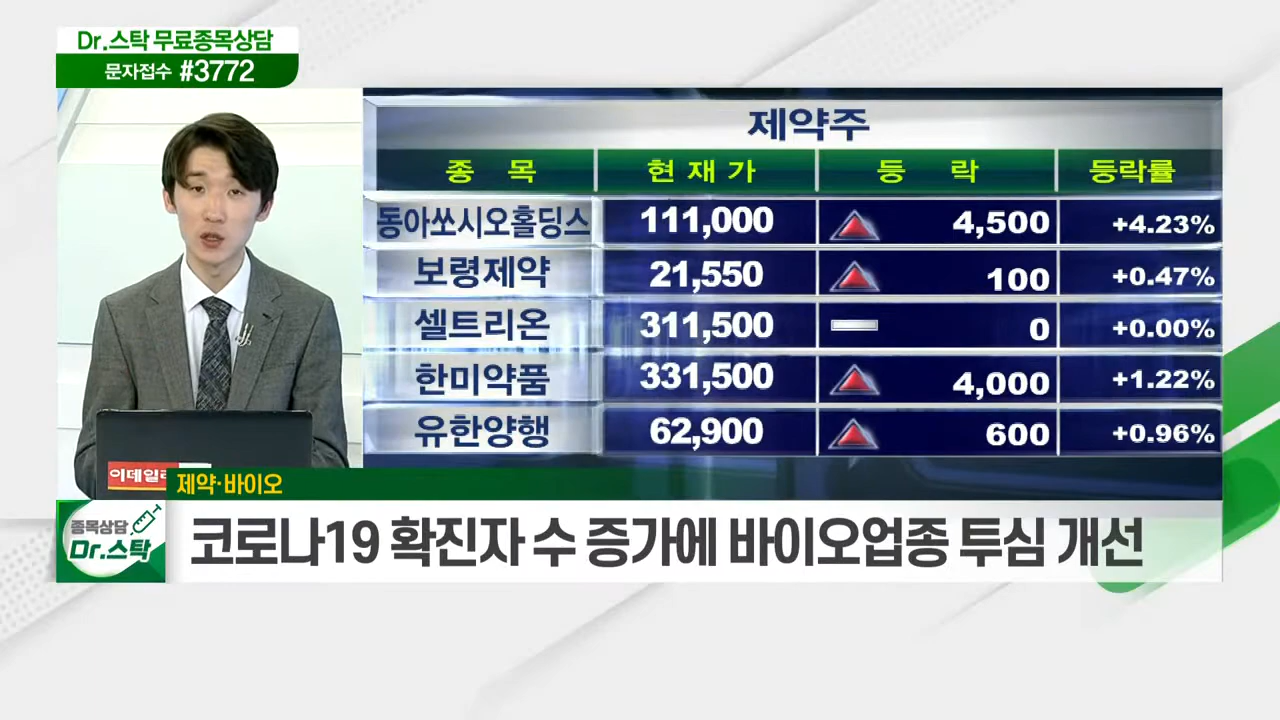 Dr.스탁 무료종목상담
문자접수 #3772
제약주
종 목 현재가 등 락 등락률
동아쏘시오홀딩스 111,000 4,500 +4.23%
보령제약 21,550 100 +0.47%
셀트리온 311,500 0 +0.00%
한미약품 331,500 4,000 +1.22%
유한양행 62,900 600 +0.96%
이데일리
제약·바이오
종목상담
Dr.스탁
코로나19 확진자 수 증가에 바이오업종 투심 개선